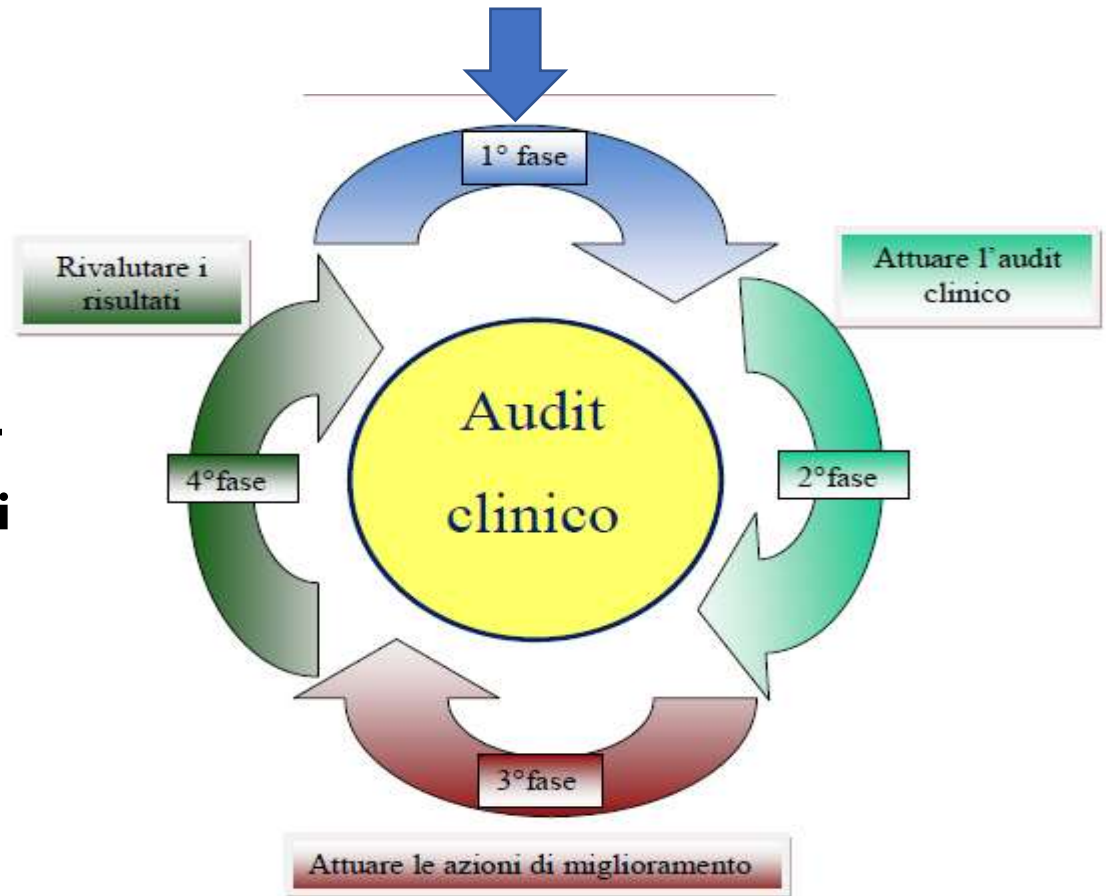 1° fase
Rivalutare i
risultati
Attuare l'audit
clinico
Audit
clinico
4°fase
2°fase
i
3°fase
Attuare le azioni di miglioramento